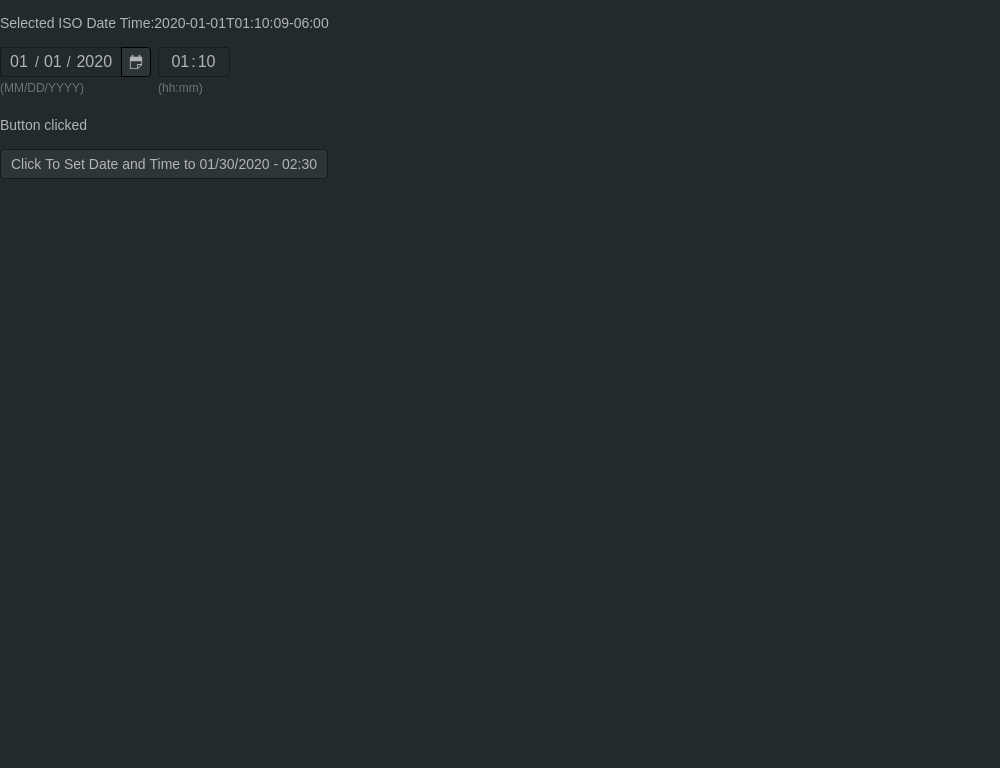 Selected ISO Date Time:2020-01-01T01:10:09-06:00
01 / 01 / 2020 01:10
(MM/DD/YYYY) (hh:mm)
Button clicked
Click To Set Date and Time to 01/30/2020 - 02:30